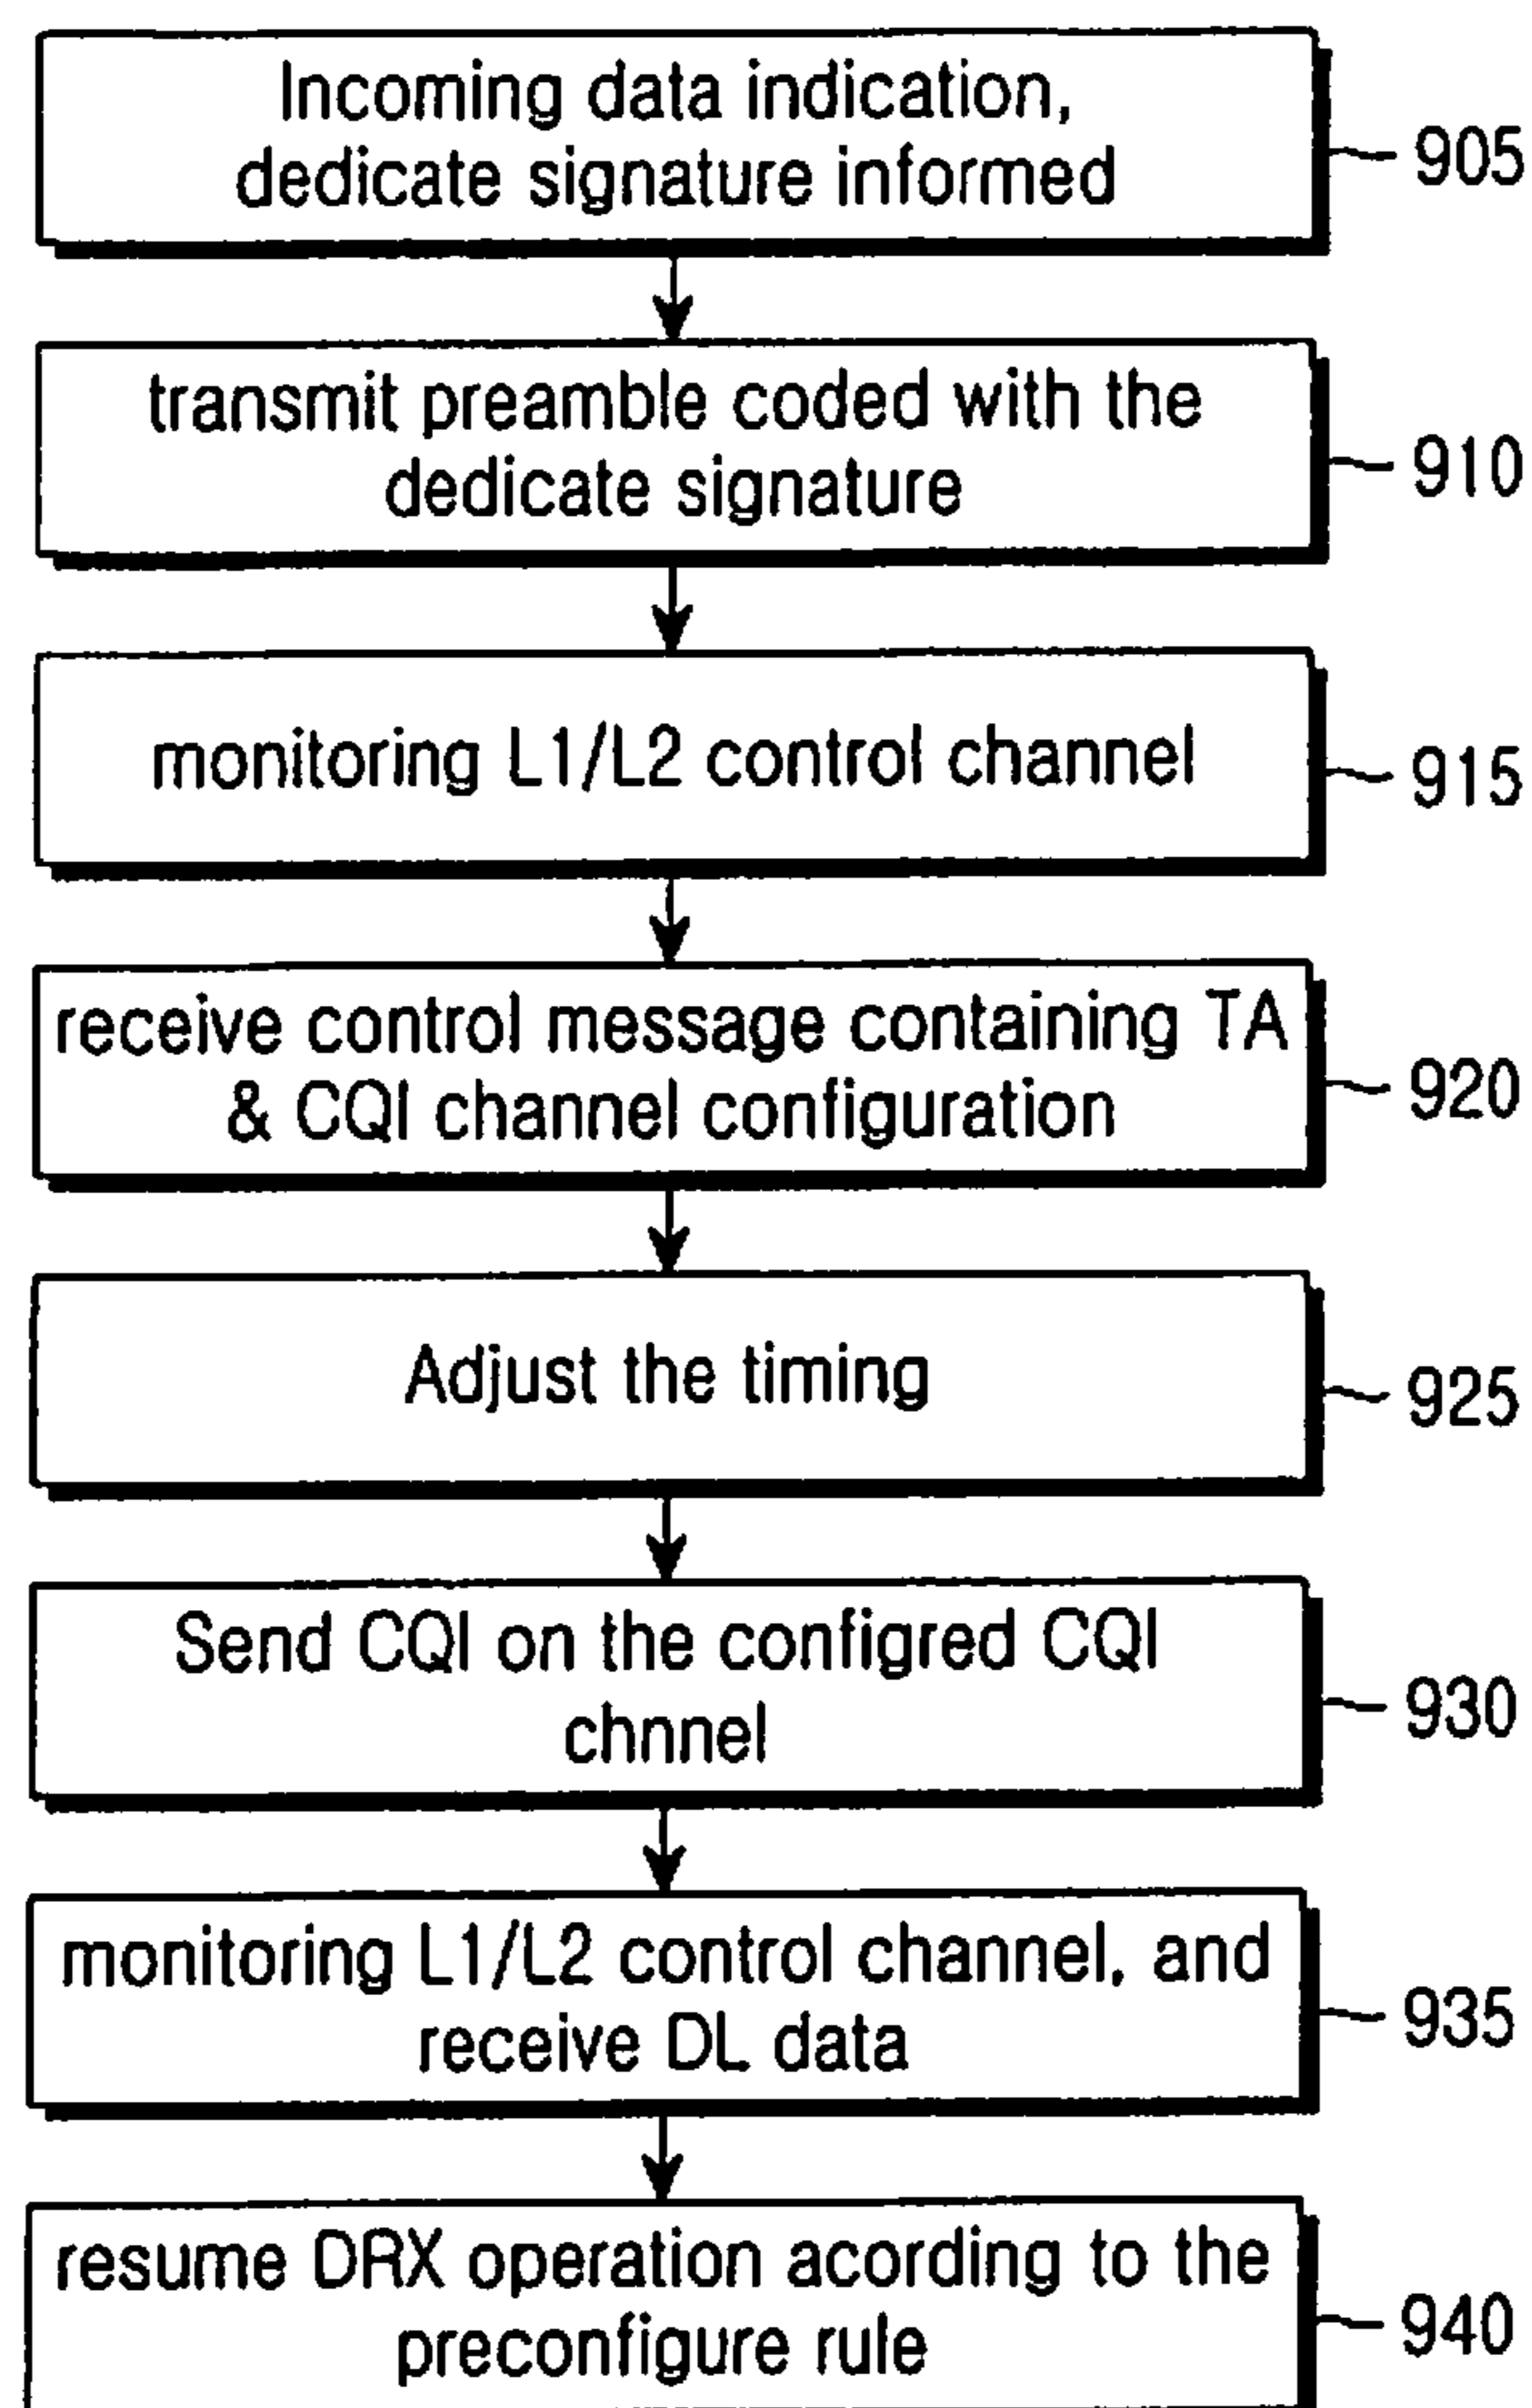 Incoming data indication,
dedicate signature informed
905
transmit preamble coded with the
dedicate signature
910
monitoring L1/L2 control channel
915
receive control message containing TA
& CQI channel configuration
920
Adjust the timing
925
Send CQI on the configred CQI
chnnel
930
monitoring L1/L2 control channel, and
receive DL data
935
resume DRX operation acording to the
preconfigure rule
940